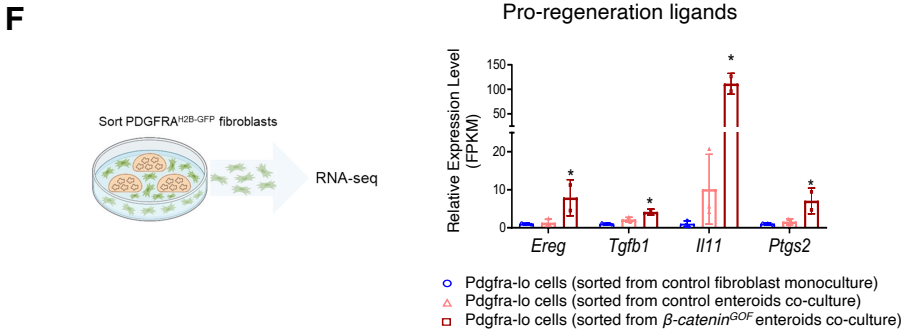 F
Pro-regeneration ligands
Sort PDGFRA^H2B-GFP fibroblasts
RNA-seq
Relative Expression Level
(FPKM)
150
100
50
20
10
0
*
*
*
*
Ereg Tgfb1 Il11 Ptgs2
Pdgfra-lo cells (sorted from control fibroblast monoculture)
Pdgfra-lo cells (sorted from control enteroids co-culture)
Pdgfra-lo cells (sorted from β-catenin^GOF enteroids co-culture)